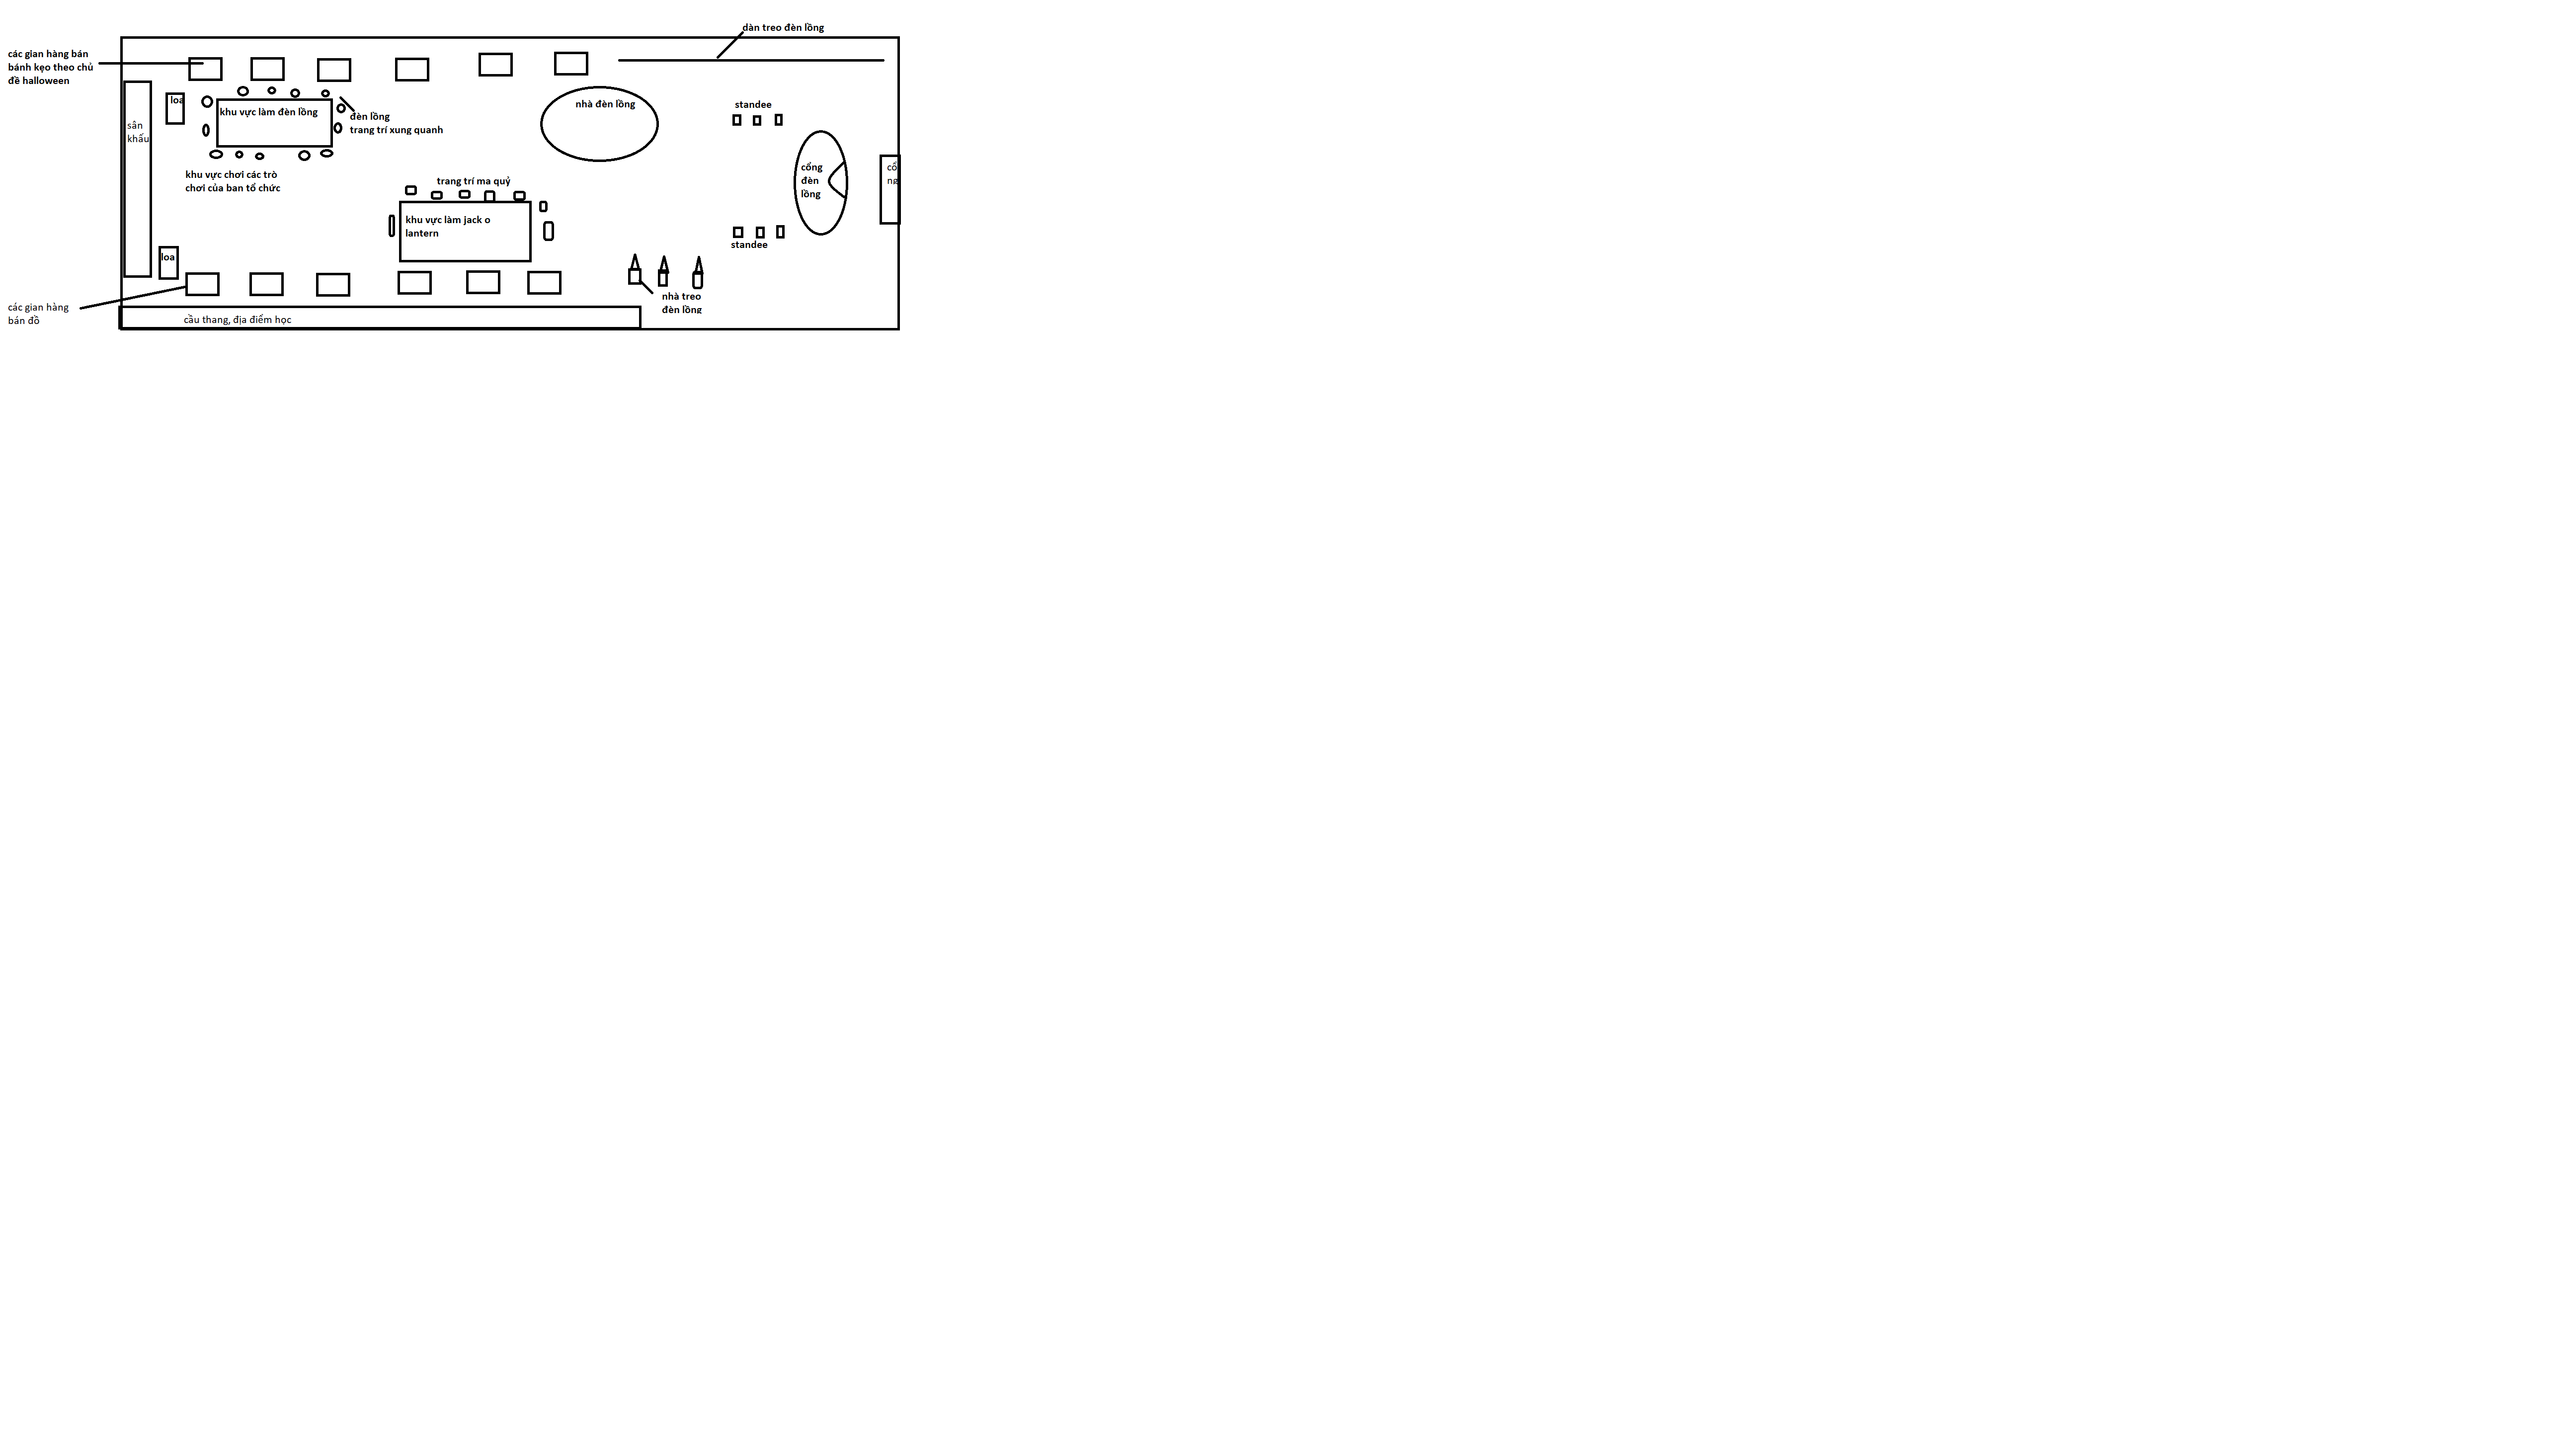 dàn treo đèn lồng
các gian hàng bán
bánh kẹo theo chủ
đề halloween
loa
khu vực làm đèn lồng
đèn lồng
trang trí xung quanh
nhà đèn lồng
standee
sân
khấu
cổng
đèn
lồng
cổ
ng
khu vực chơi các trò
chơi của ban tổ chức
trang trí ma quỷ
khu vực làm jack o
lantern
standee
loa
nhà treo
đèn lồng
các gian hàng
bán đồ
cầu thang, địa điểm học